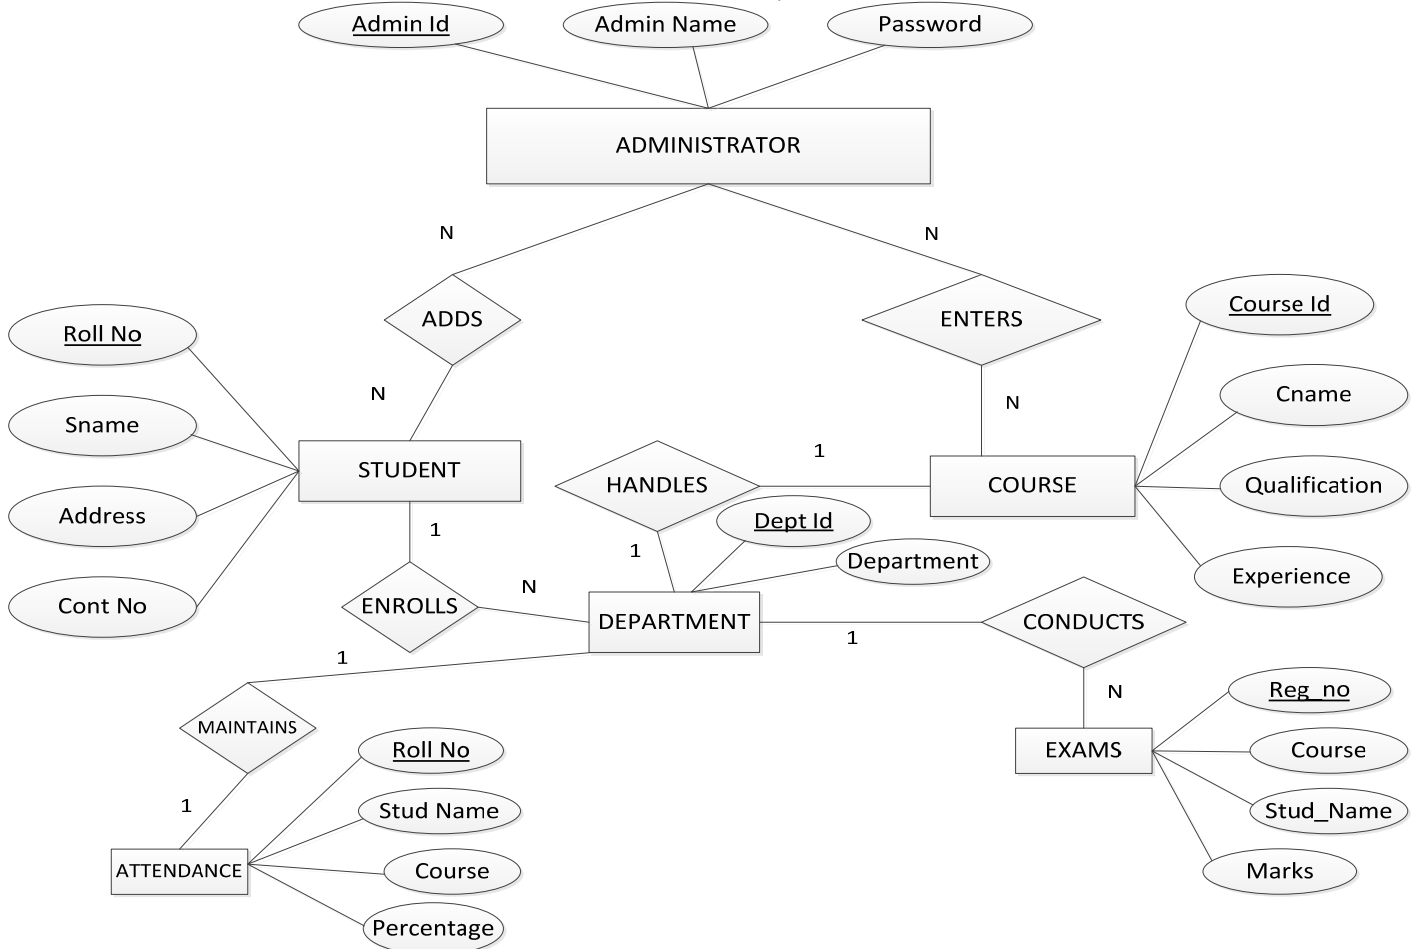 Admin Id
Admin Name
Password
ADMINISTRATOR
N
N
ADDS
ENTERS
Course Id
Roll No
N
N
Cname
Sname
1
STUDENT
HANDLES
COURSE
Qualification
Address
Dept Id
1
1
Department
Experience
N
ENROLLS
Cont No
DEPARTMENT
CONDUCTS
1
1
N
Reg_no
MAINTAINS
Roll No
EXAMS
Course
1
Stud Name
Stud_Name
ATTENDANCE
Course
Marks
Percentage